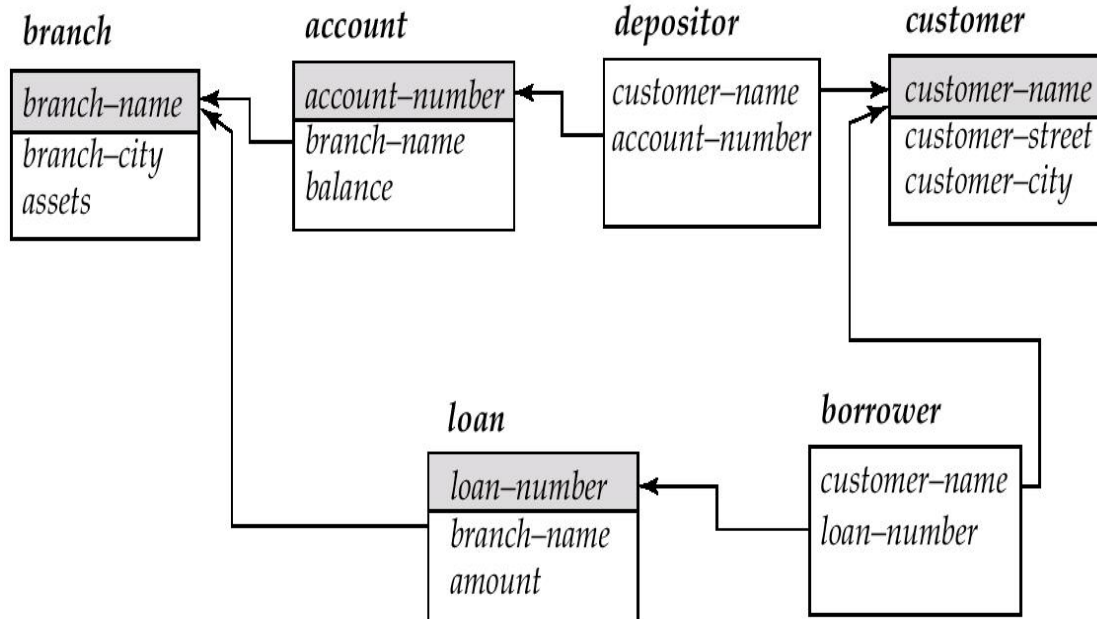 branch
branch–name
branch–city
assets
account
account–number
branch–name
balance
depositor
customer–name
account–number
customer
customer–name
customer–street
customer–city
loan
loan–number
branch–name
amount
borrower
customer–name
loan–number